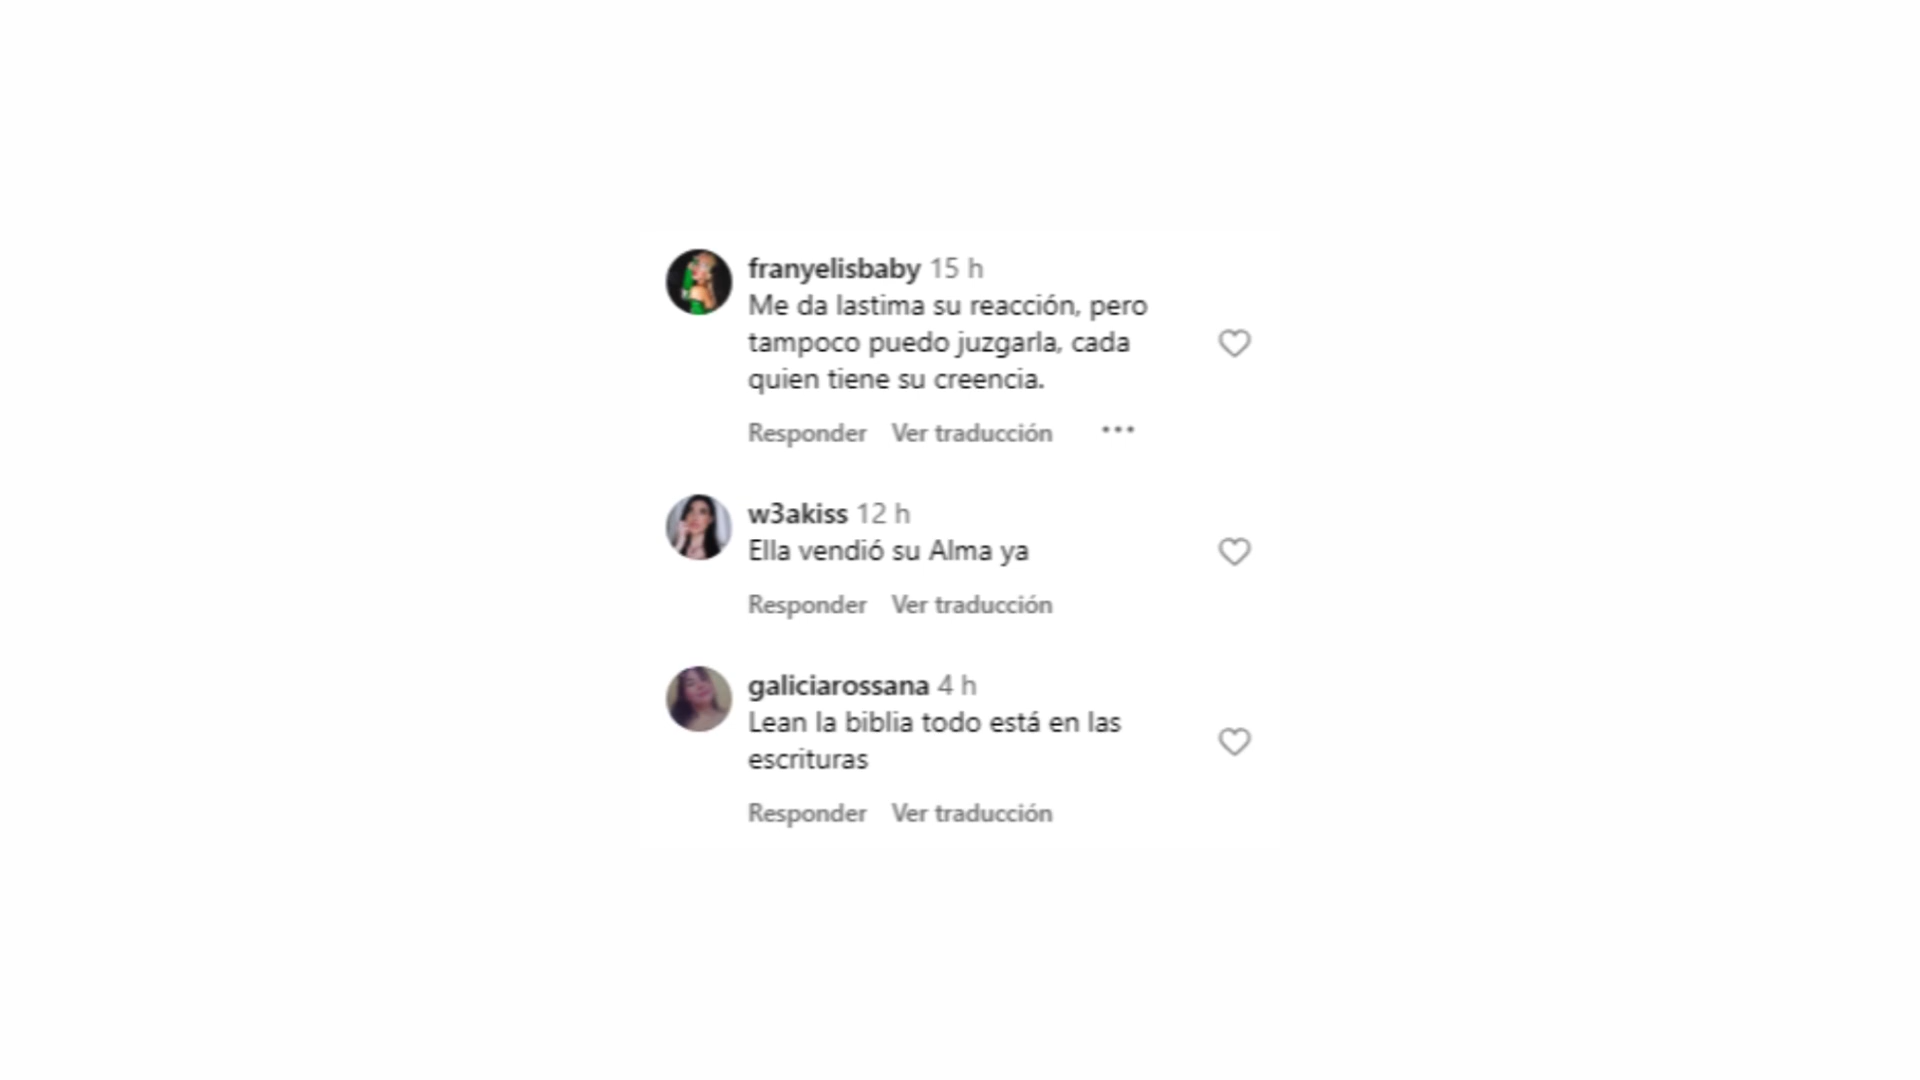 franyelisbaby 15 h
Me da lastima su reacción, pero
tampoco puedo juzgarla, cada
quien tiene su creencia.
Responder Ver traducción •••
w3akiss 12 h
Ella vendió su Alma ya
Responder Ver traducción
galiciarossana 4 h
Lean la biblia todo está en las
escrituras
Responder Ver traducción